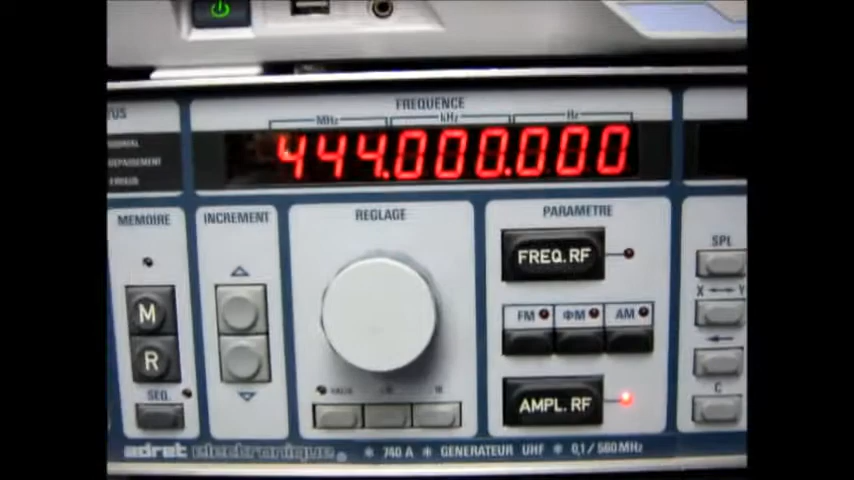 FREQUENCE
MHz kHz Hz
444.000.000
MEMOIRE
INCREMENT
REGLAGE
PARAMETRE
FREQ.RF
SPL
X ⟷ Y
M
FM ΦM AM
←
R
SEQ.
AMPL.RF
C
adret electronique
* 740 A * GENERATEUR UHF * 0,1/560 MHz